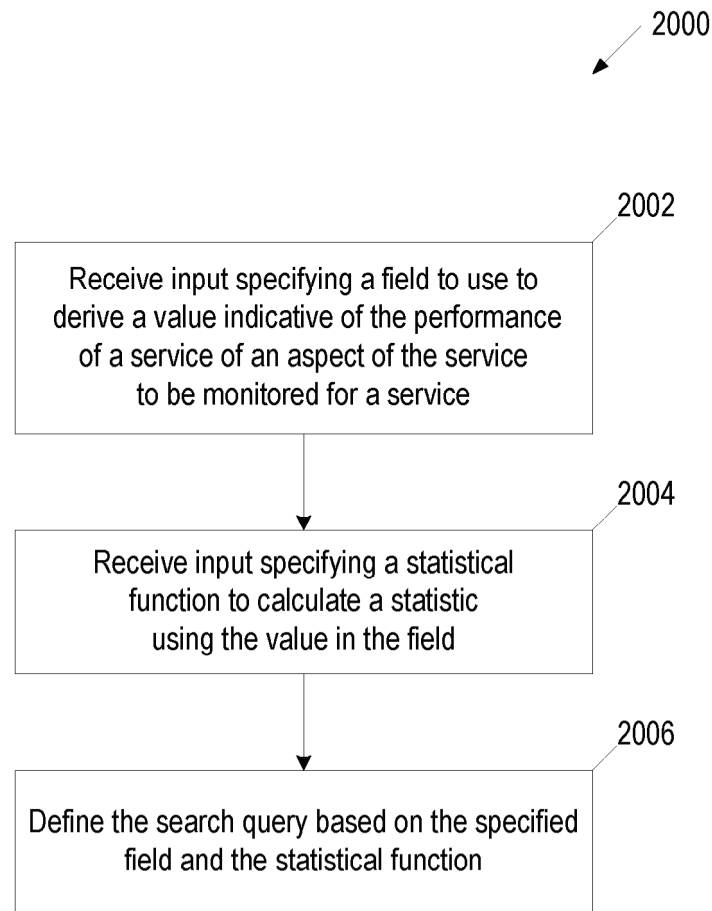 2000
2002
Receive input specifying a field to use to
derive a value indicative of the performance
of a service of an aspect of the service
to be monitored for a service
2004
Receive input specifying a statistical
function to calculate a statistic
using the value in the field
2006
Define the search query based on the specified
field and the statistical function